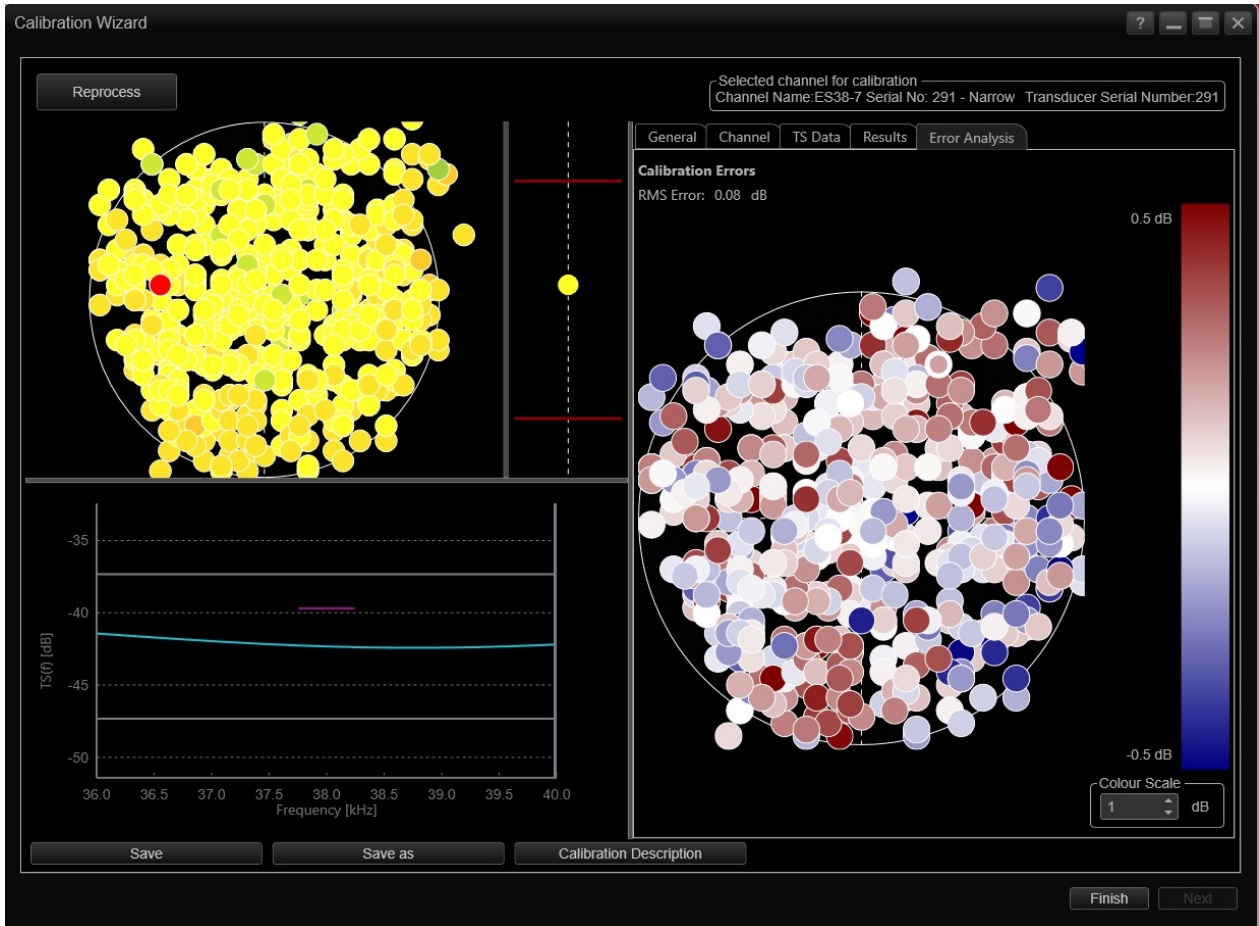 Calibration Wizard
?
Reprocess
Selected channel for calibration
Channel Name:ES38-7 Serial No: 291 - Narrow Transducer Serial Number:291
General Channel TS Data Results Error Analysis
Calibration Errors
RMS Error: 0.08 dB
0.5 dB
-0.5 dB
Colour Scale
1 dB
-35
-40
-45
-50
TS(f) [dB]
36.0 36.5 37.0 37.5 38.0 38.5 39.0 39.5 40.0
Frequency [kHz]
Save Save as Calibration Description
Finish Next